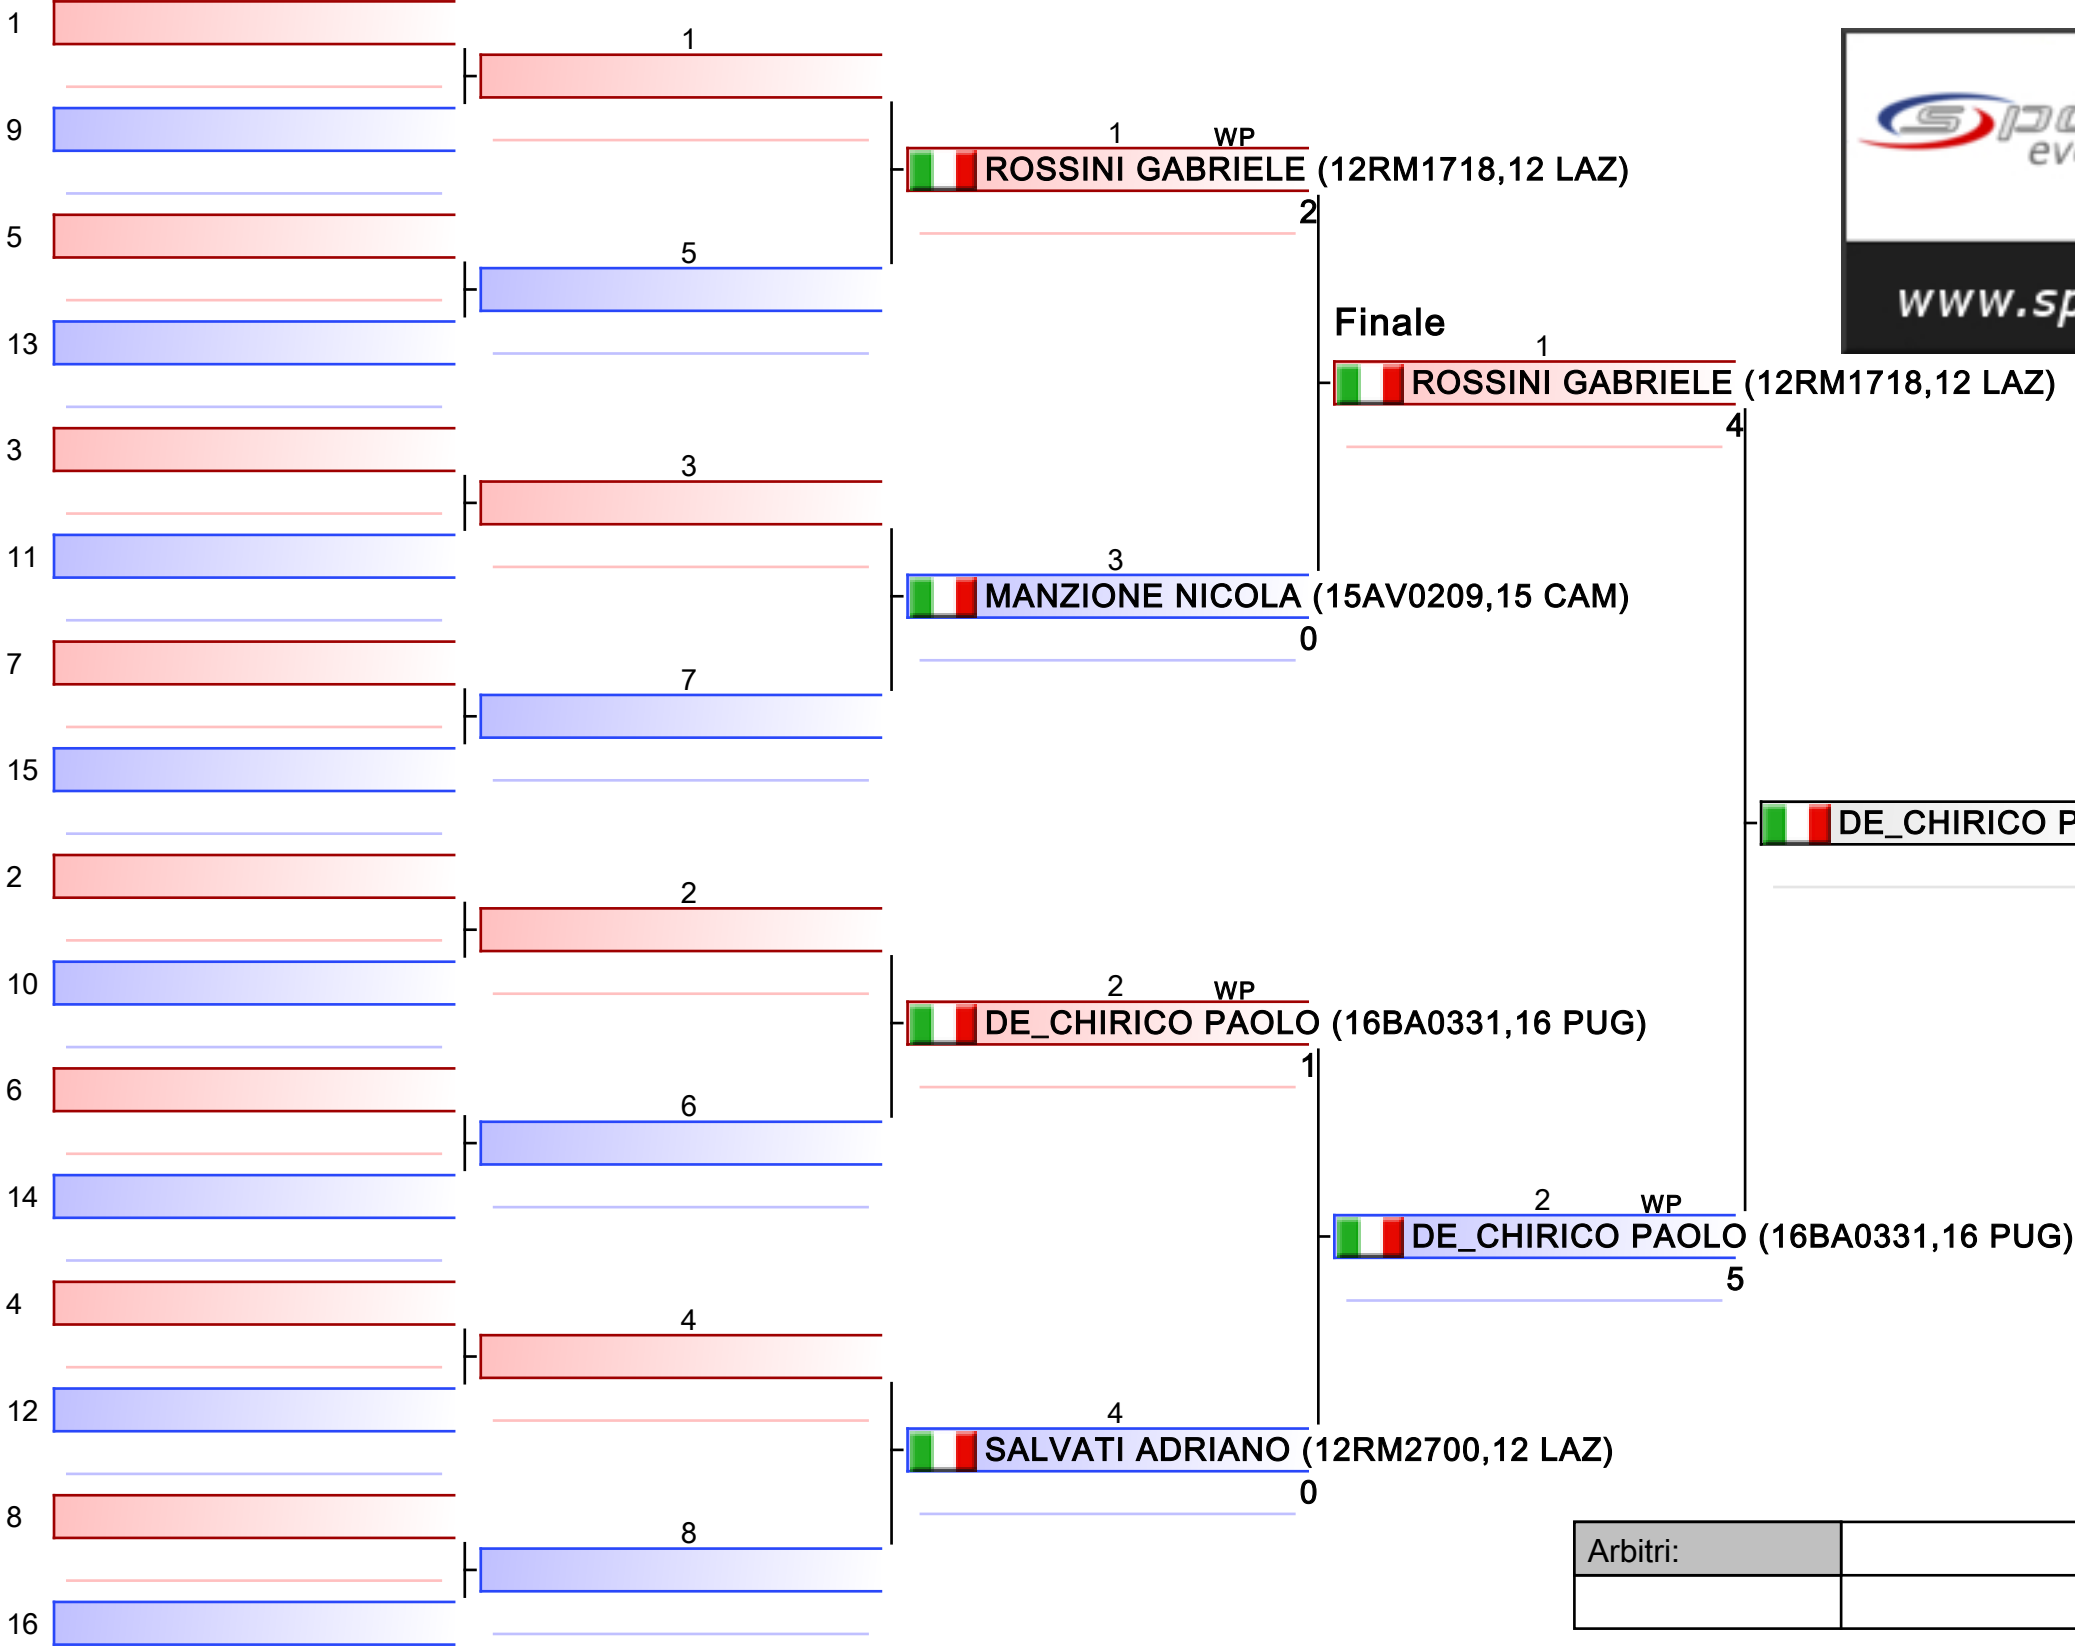 1
9
5
13
3
11
7
15
2
10
6
14
4
12
8
16
1
5
3
7
2
6
4
8
1 WP
ROSSINI GABRIELE (12RM1718,12 LAZ)
2
3
MANZIONE NICOLA (15AV0209,15 CAM)
0
2 WP
DE_CHIRICO PAOLO (16BA0331,16 PUG)
1
4
SALVATI ADRIANO (12RM2700,12 LAZ)
0
Finale
1
ROSSINI GABRIELE (12RM1718,12 LAZ)
4
2 WP
DE_CHIRICO PAOLO (16BA0331,16 PUG)
5
DE_CHIRICO P
www.sp
Arbitri: